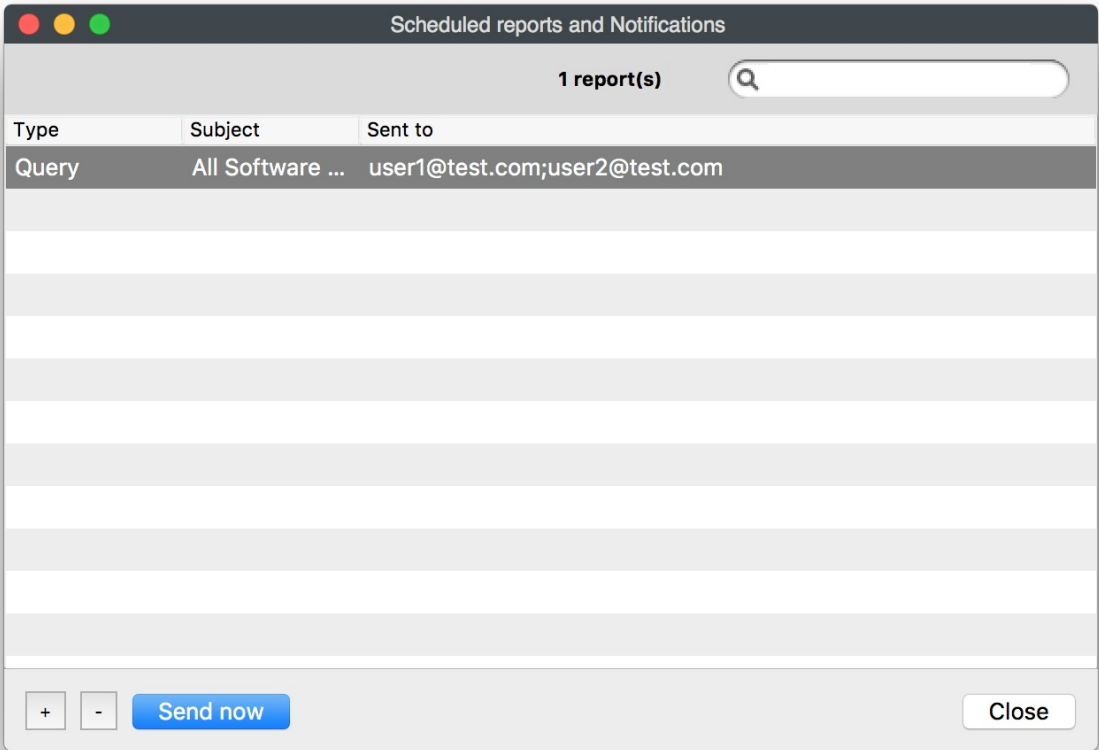 Scheduled reports and Notifications
1 report(s)
Type Subject Sent to
Query All Software ... user1@test.com;user2@test.com
+ - Send now Close